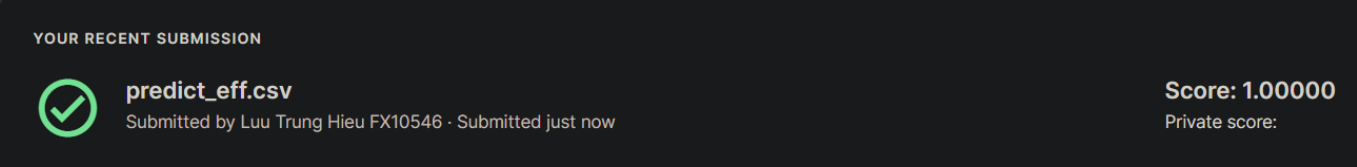 YOUR RECENT SUBMISSION
predict_eff.csv
Score: 1.00000
Submitted by Luu Trung Hieu FX10546 · Submitted just now
Private score: